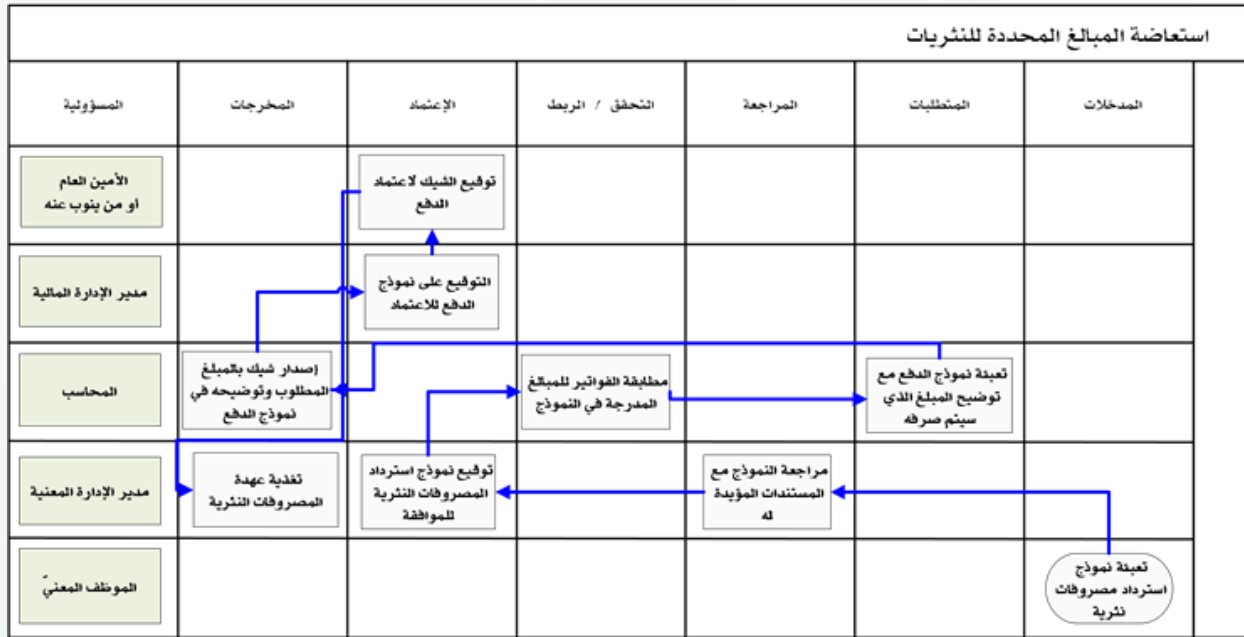 استعاضة المبالغ المحددة للنثريات
المدخلات
المتطلبات
المراجعة
التحقق / الربط
الإعتماد
المخرجات
المسؤولية
توقيع الشيك لاعتماد
الدفع
الأمين العام
او من ينوب عنه
التوقيع على نموذج
الدفع للاعتماد
مدير الإدارة المالية
تعبئة نموذج الدفع مع
توضيح المبلغ الذي
سيتم صرفه
مطابقة الفواتير للمبالغ
المدرجة في النموذج
إصدار شيك بالمبلغ
المطلوب وتوضيحه في
نموذج الدفع
المحاسب
مراجعة النموذج مع
المستندات المؤيدة
له
توقيع نموذج استرداد
المصروفات النثرية
للموافقة
تغذية عهدة
المصروفات النثرية
مدير الإدارة المعنية
تعبئة نموذج
استرداد مصروفات
نثرية
الموظف المعنيّ